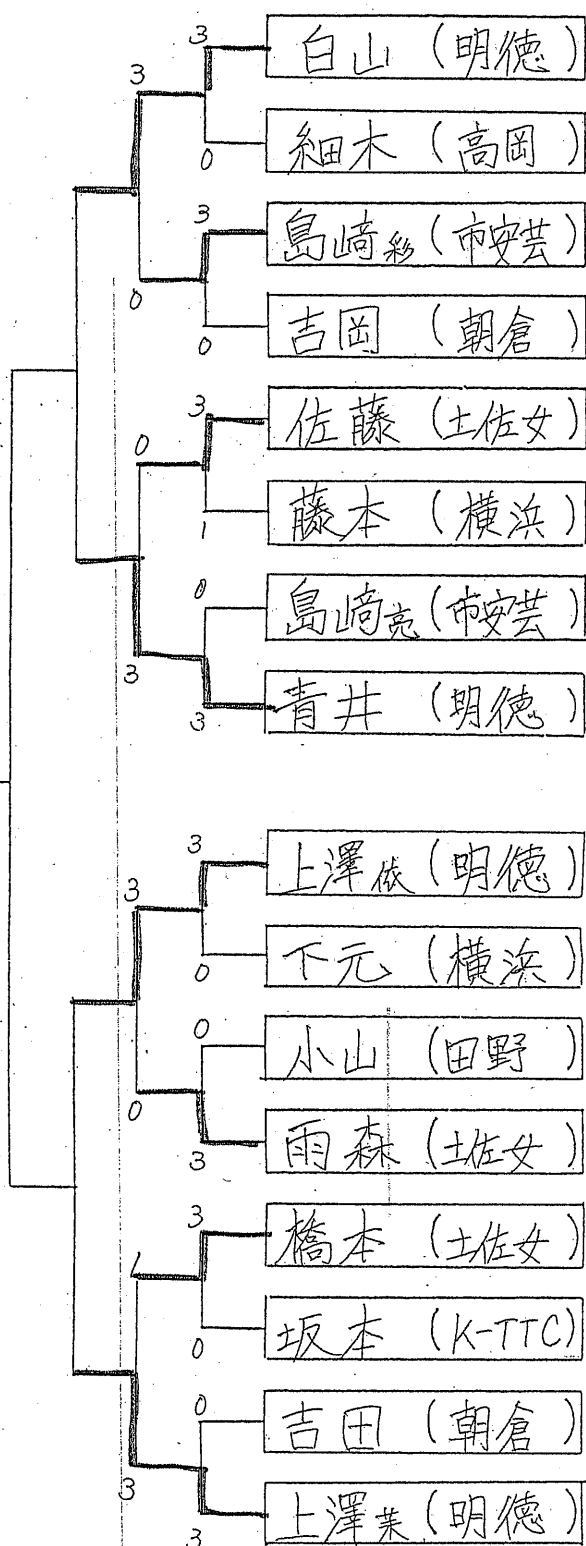 3
白山 (明徳)
3
細木 (高岡)
0
3
島﨑彩 (市安芸)
0
吉岡 (朝倉)
0
3
佐藤 (土佐女)
0
藤本 (横浜)
1
0
島﨑亮 (市安芸)
3
青井 (明徳)
3
3
上澤依 (明徳)
3
下元 (横浜)
0
0
小山 (田野)
0
雨森 (土佐女)
3
3
橋本 (土佐女)
1
坂本 (K-TTC)
0
0
吉田 (朝倉)
3
上澤茉 (明徳)
3